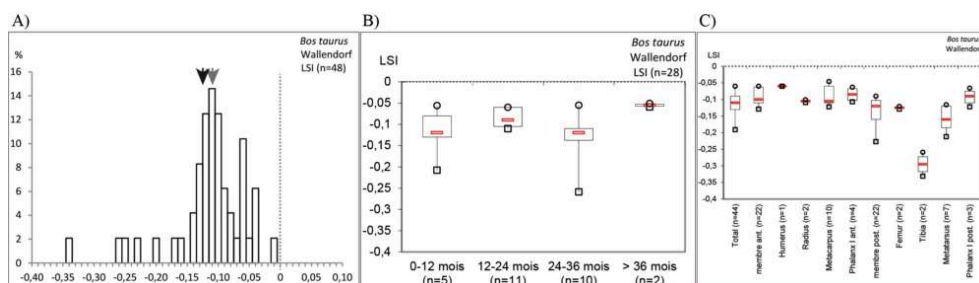 A)
Bos taurus
Wallendorf
LSI (n=48)
%
16
14
12
10
8
6
4
2
0
-0,40 -0,35 -0,30 -0,25 -0,20 -0,15 -0,10 -0,05 0 0,05 0,10
B)
Bos taurus
Wallendorf
LSI (n=28)
LSI
0
-0,05
-0,1
-0,15
-0,2
-0,25
-0,3
-0,35
-0,4
0-12 mois 12-24 mois 24-36 mois > 36 mois
(n=5) (n=11) (n=10) (n=2)
C)
Bos taurus
Wallendorf
LSI
0
-0,05
-0,1
-0,15
-0,2
-0,25
-0,3
-0,35
-0,4
Total (n=44)
membre ant. (n=22)
Humerus (n=1)
Radius (n=2)
Metacarpus (n=10)
Phalanx I ant. (n=4)
membre post. (n=22)
Femur (n=2)
Tibia (n=2)
Metatarsus (n=7)
Phalanx I post. (n=3)